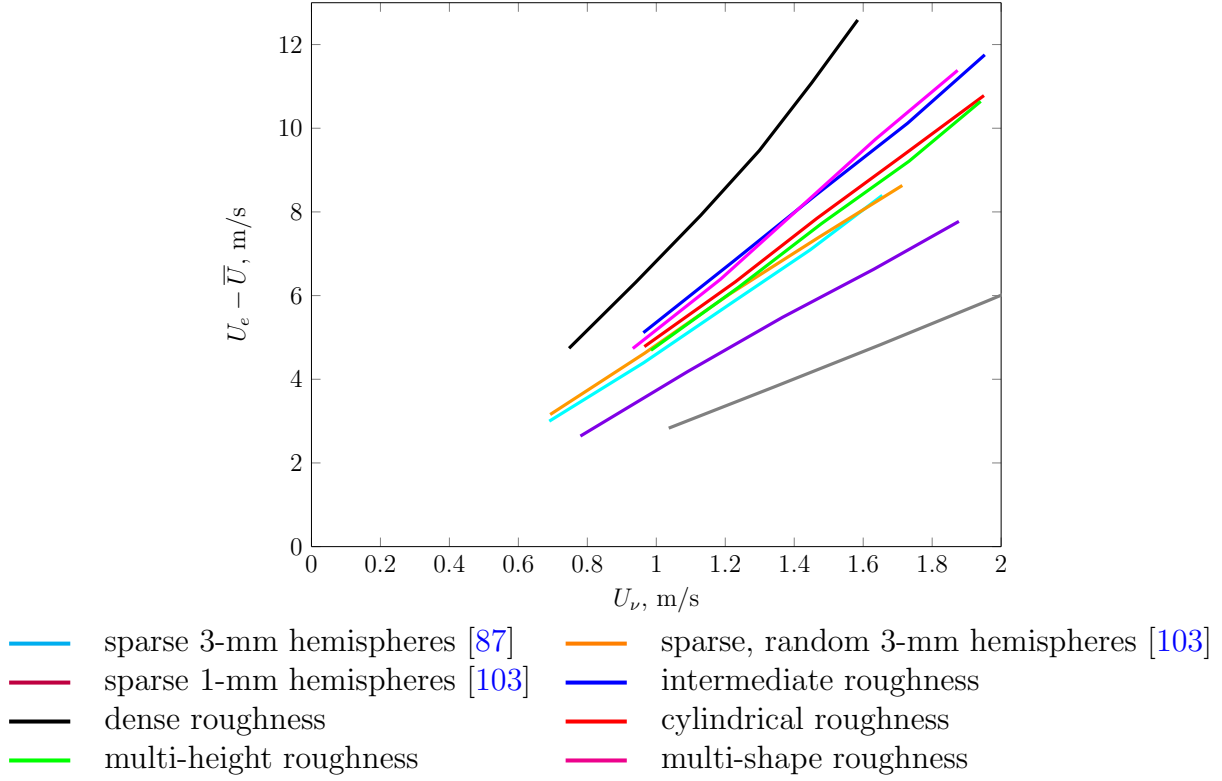 12
10
8
6
4
2
0
U_e − U̅, m/s
0 0.2 0.4 0.6 0.8 1 1.2 1.4 1.6 1.8 2
U_ν, m/s
sparse 3-mm hemispheres [87] sparse, random 3-mm hemispheres [103]
sparse 1-mm hemispheres [103] intermediate roughness
dense roughness cylindrical roughness
multi-height roughness multi-shape roughness